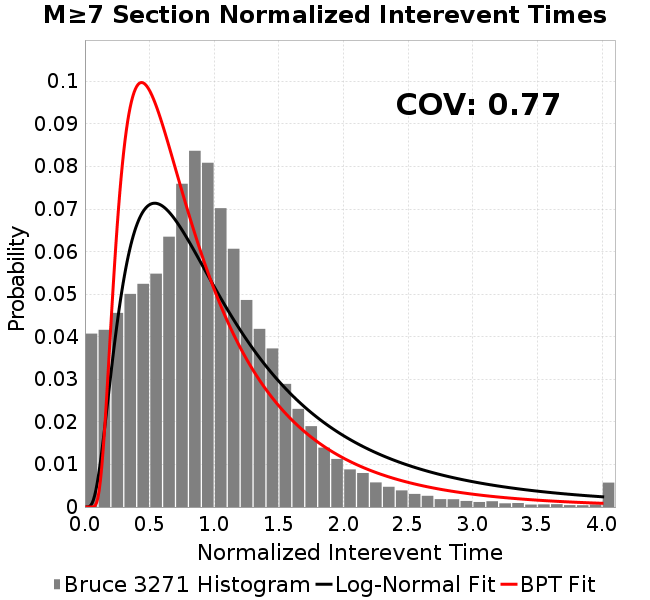 M≥7 Section Normalized Interevent Times
COV: 0.77
Probability
0.1
0.09
0.08
0.07
0.06
0.05
0.04
0.03
0.02
0.01
0
0.0 0.5 1.0 1.5 2.0 2.5 3.0 3.5 4.0
Normalized Interevent Time
Bruce 3271 Histogram Log-Normal Fit BPT Fit